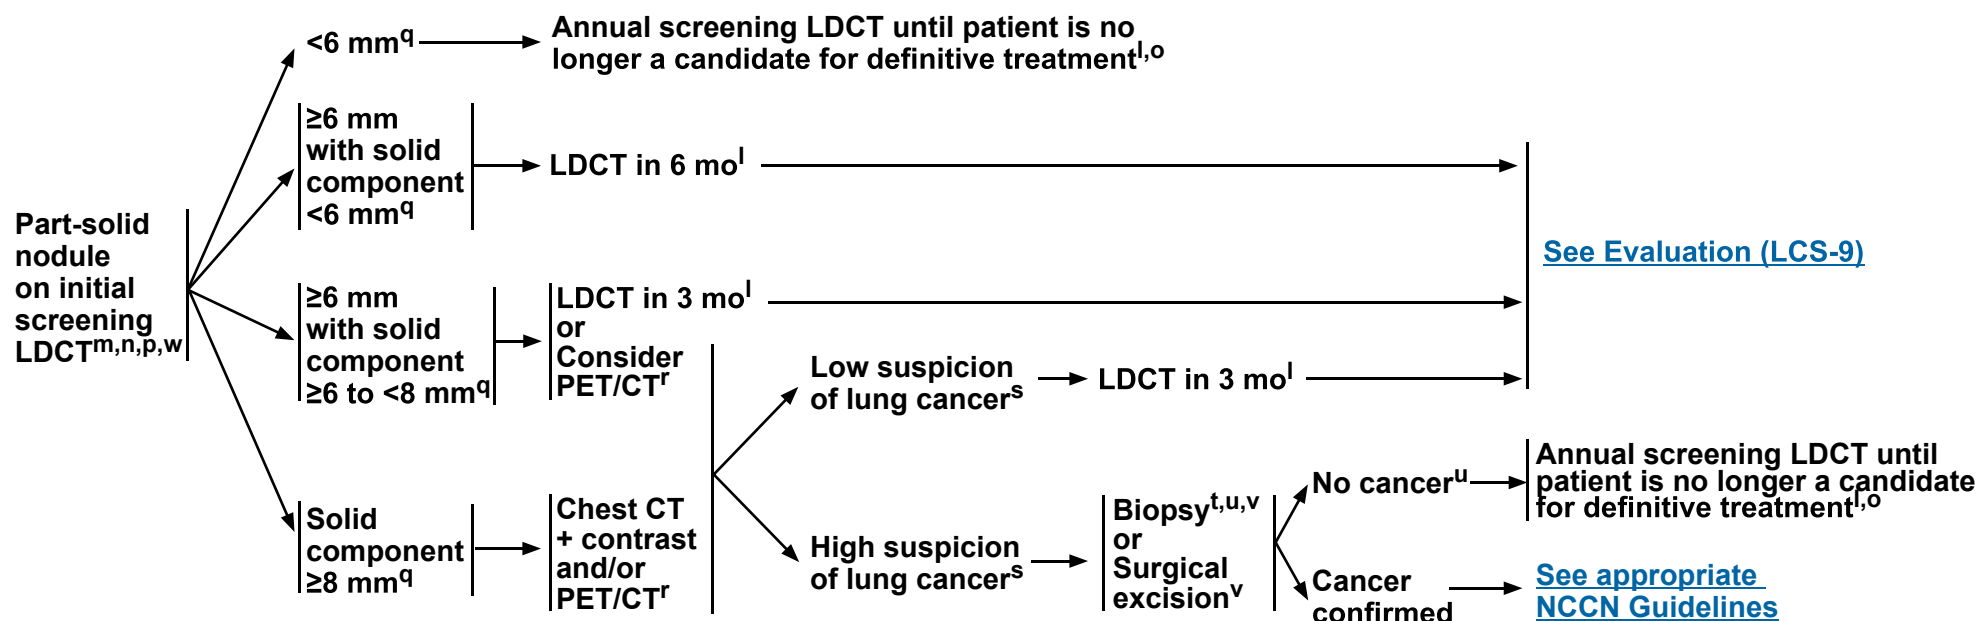 Part-solid
nodule
on initial
screening
LDCTm,n,p,w
<6 mmq
Annual screening LDCT until patient is no
longer a candidate for definitive treatmentl,o
≥6 mm
with solid
component
<6 mmq
LDCT in 6 mol
≥6 mm
with solid
component
≥6 to <8 mmq
LDCT in 3 mol
or
Consider
PET/CTr
Solid
component
≥8 mmq
Chest CT
+ contrast
and/or
PET/CTr
Low suspicion
of lung cancers
LDCT in 3 mol
See Evaluation (LCS-9)
High suspicion
of lung cancers
Biopsyt,u,v
or
Surgical
excisionv
No canceru
Annual screening LDCT until
patient is no longer a candidate
for definitive treatmentl,o
Cancer
confirmed
See appropriate
NCCN Guidelines